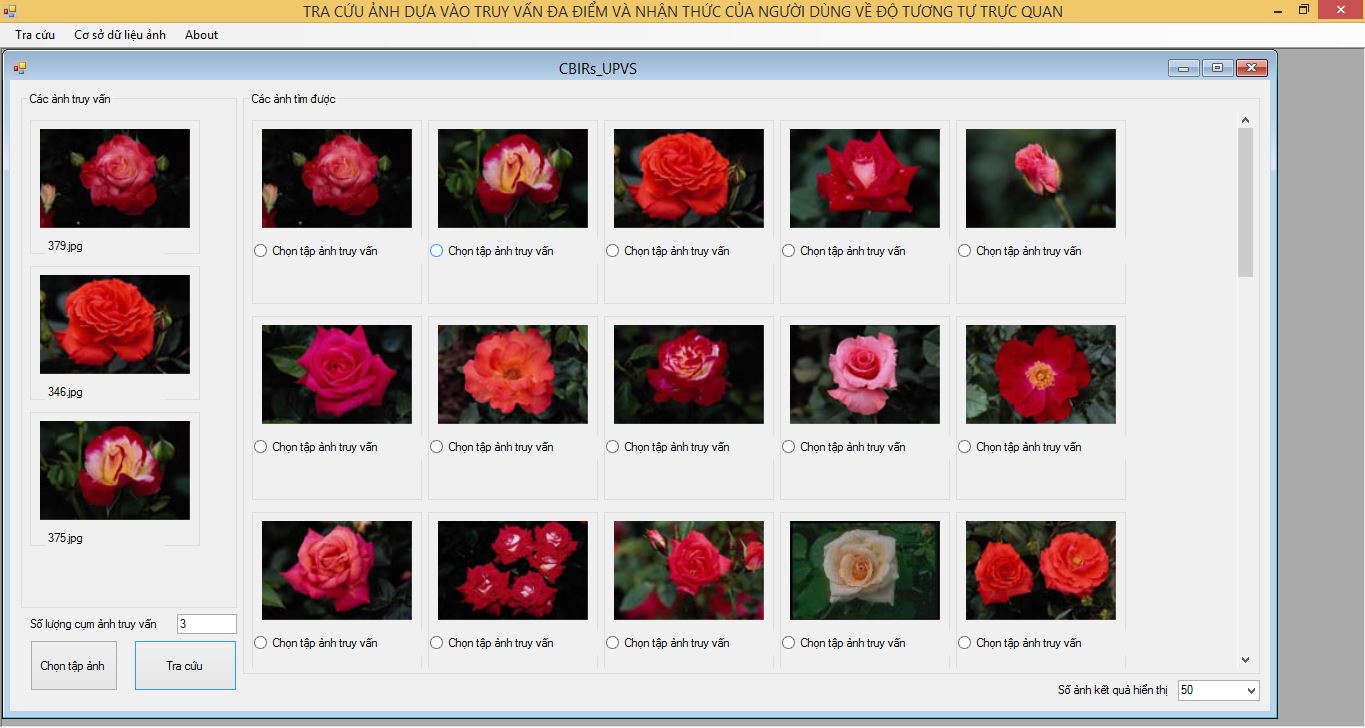 TRA CỨU ẢNH DỰA VÀO TRUY VẤN ĐA ĐIỂM VÀ NHẬN THỨC CỦA NGƯỜI DÙNG VỀ ĐỘ TƯƠNG TỰ TRỰC QUAN
Tra cứu Cơ sở dữ liệu ảnh About
CBIRs_UPVS
Các ảnh truy vấn
379.jpg
346.jpg
375.jpg
Số lượng cụm ảnh truy vấn 3
Chọn tập ảnh Tra cứu
Các ảnh tìm được
Chọn tập ảnh truy vấn Chọn tập ảnh truy vấn Chọn tập ảnh truy vấn Chọn tập ảnh truy vấn Chọn tập ảnh truy vấn
Chọn tập ảnh truy vấn Chọn tập ảnh truy vấn Chọn tập ảnh truy vấn Chọn tập ảnh truy vấn Chọn tập ảnh truy vấn
Chọn tập ảnh truy vấn Chọn tập ảnh truy vấn Chọn tập ảnh truy vấn Chọn tập ảnh truy vấn Chọn tập ảnh truy vấn
Số ảnh kết quả hiển thị 50